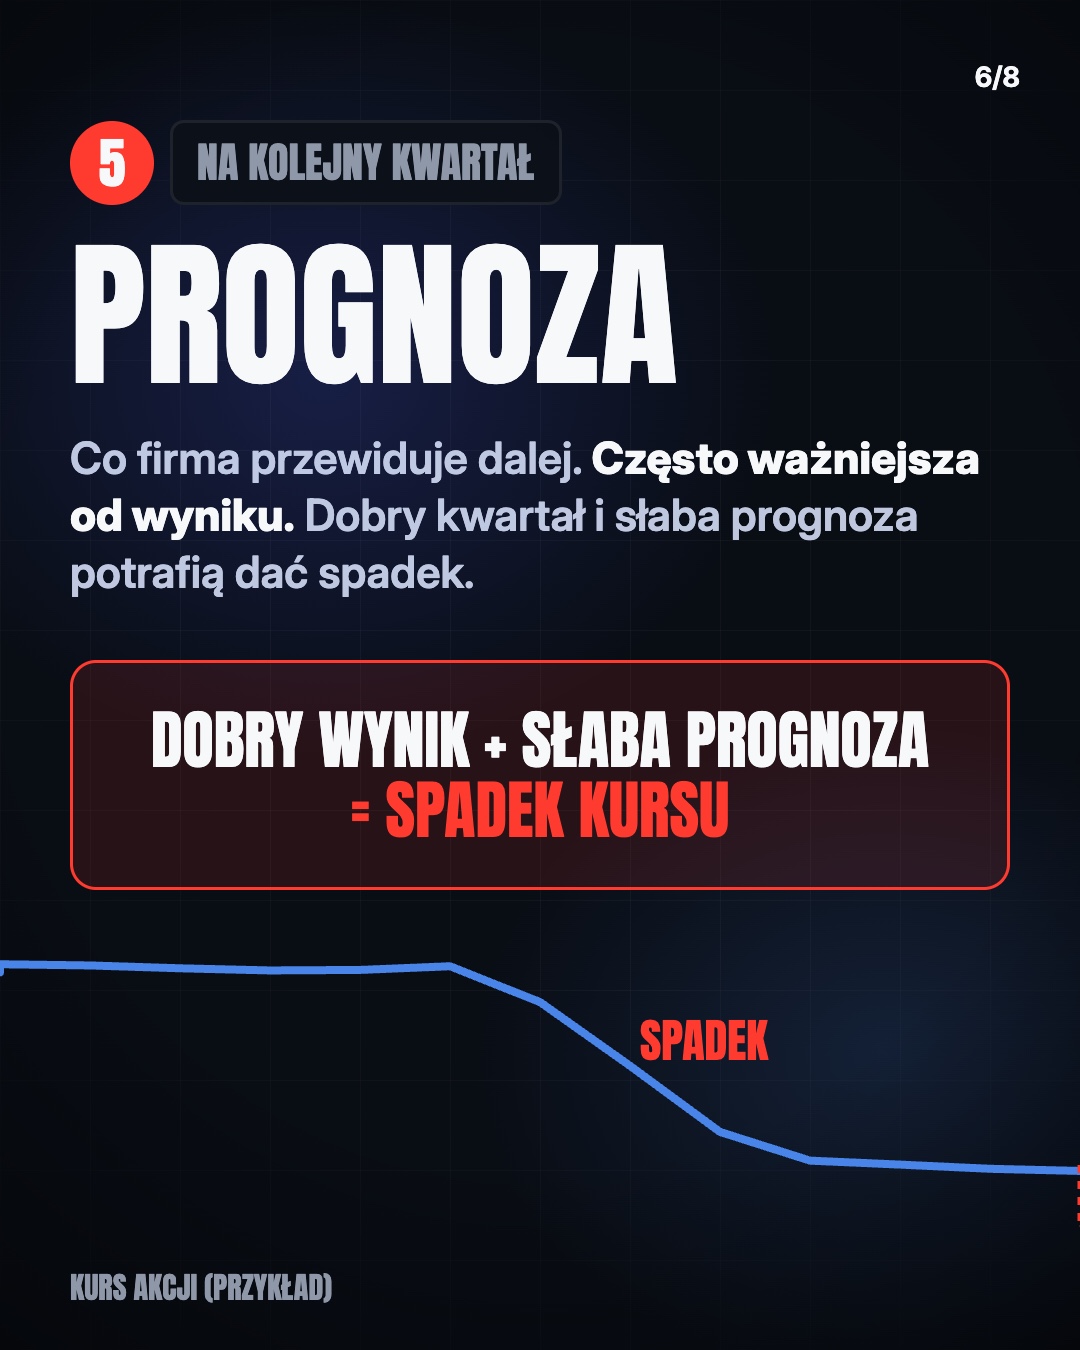 6/8
5 NA KOLEJNY KWARTAŁ
PROGNOZA
Co firma przewiduje dalej. Często ważniejsza
od wyniku. Dobry kwartał i słaba prognoza
potrafią dać spadek.
DOBRY WYNIK + SŁABA PROGNOZA
= SPADEK KURSU
SPADEK
KURS AKCJI (PRZYKŁAD)